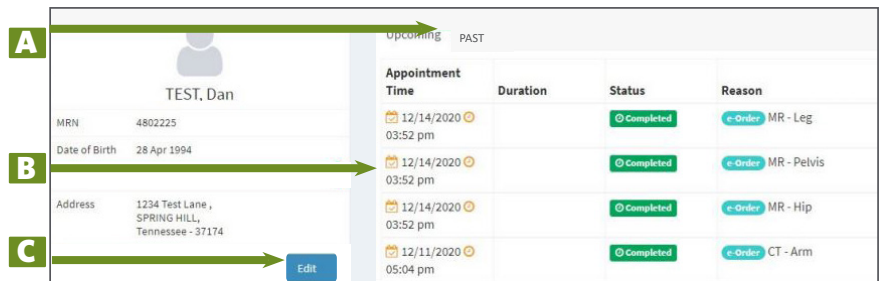 A
Upcoming PAST
TEST, Dan
MRN 4802225
Date of Birth 28 Apr 1994
B
Address 1234 Test Lane ,
SPRING HILL,
Tennessee - 37174
C
Edit
Appointment
Time Duration Status Reason
12/14/2020 Completed e-Order MR - Leg
03:52 pm
12/14/2020 Completed e-Order MR - Pelvis
03:52 pm
12/14/2020 Completed e-Order MR - Hip
03:52 pm
12/11/2020 Completed e-Order CT - Arm
05:04 pm